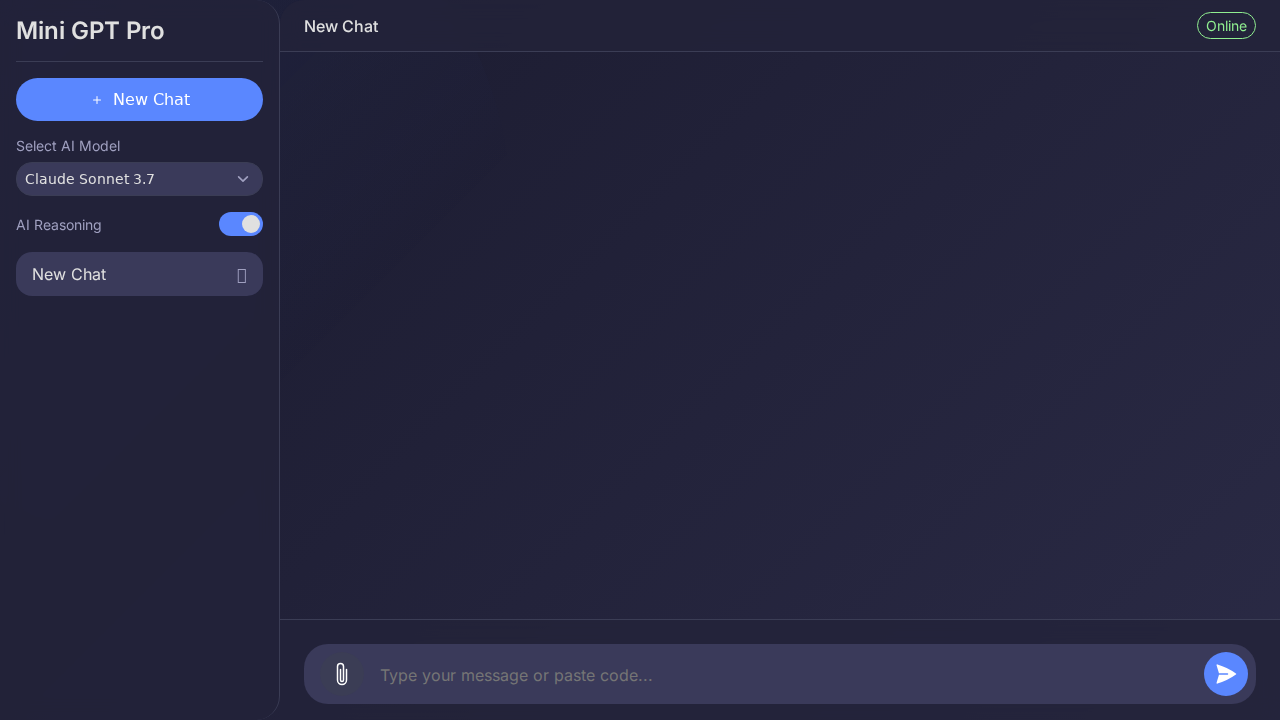 Mini GPT Pro
+ New Chat
Select AI Model
Claude Sonnet 3.7
AI Reasoning
New Chat
New Chat
Online
Type your message or paste code...